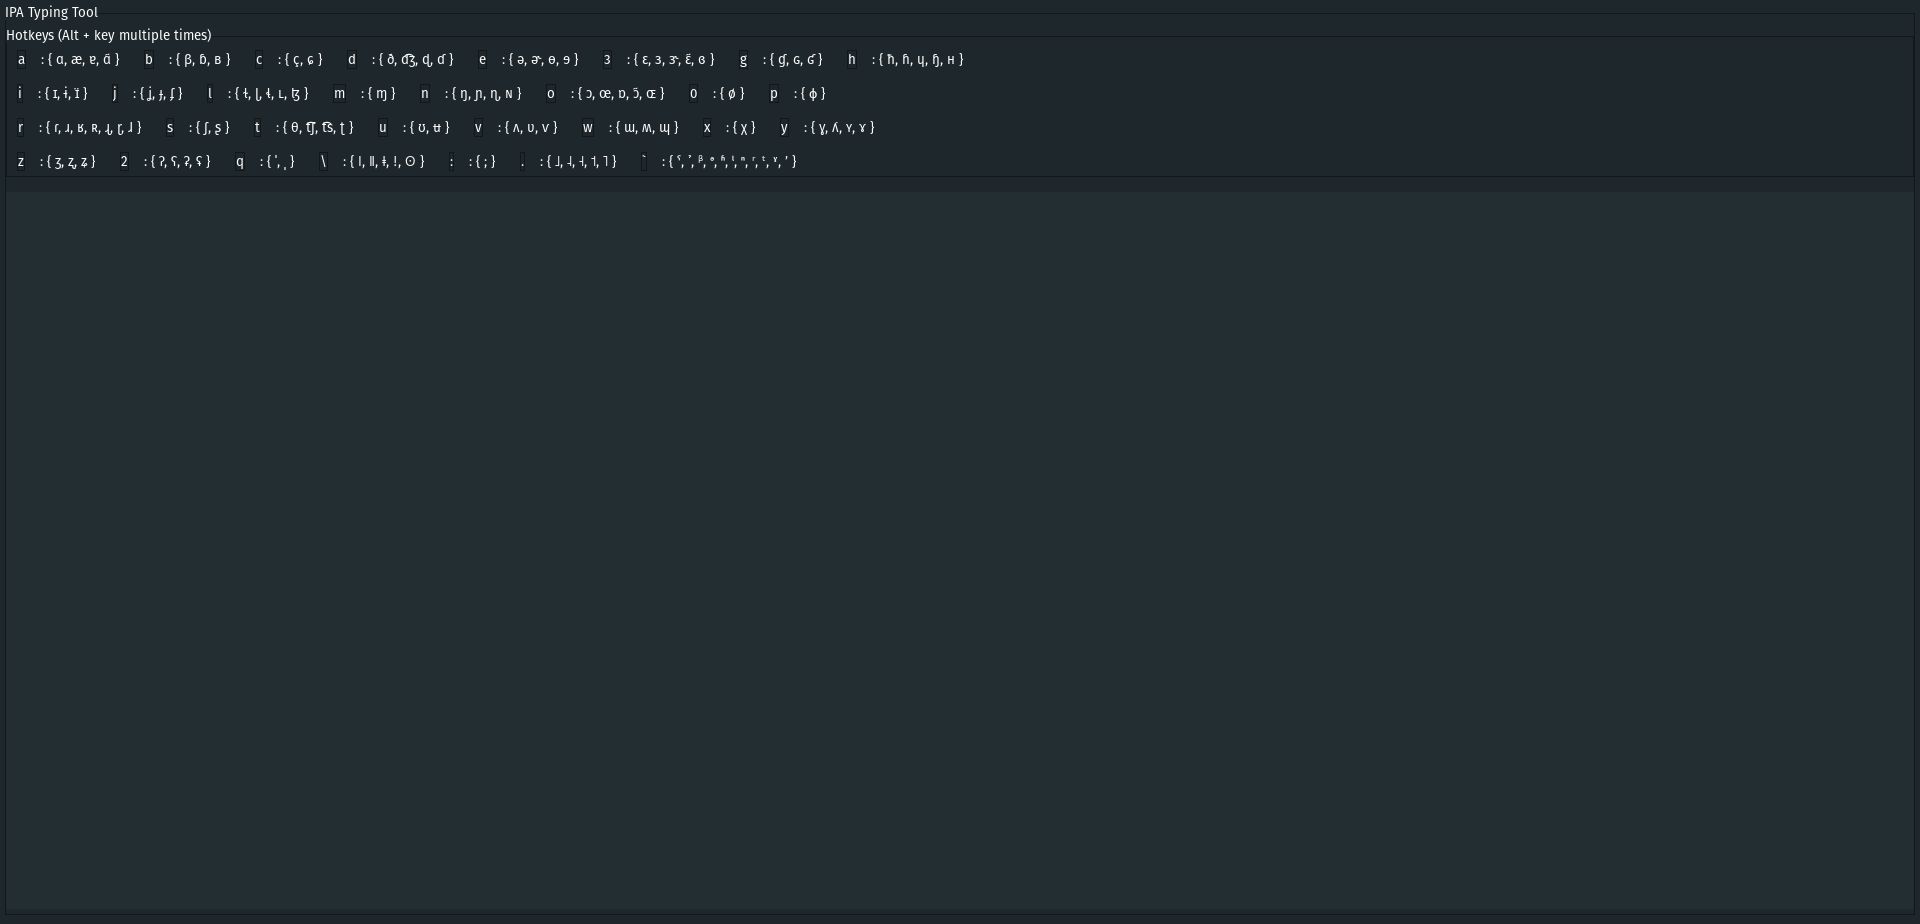 IPA Typing Tool
Hotkeys (Alt + key multiple times)
a : { ɑ, æ, ɐ, ɑ̃ } b : { β, ɓ, ʙ } c : { ç, ɕ } d : { ð, d͡ʒ, ɖ, ɗ } e : { ə, ɚ, ɵ, ɘ } 3 : { ɛ, ɜ, ɝ, ɛ̃, ɞ } g : { ɠ, ɢ, ʛ } h : { ħ, ɦ, ɥ, ɧ, ʜ }
i : { ɪ, ɨ, ɪ̈ } j : { ʝ, ɟ, ʄ } l : { ɫ, ɭ, ɬ, ʟ, ɮ } m : { ɱ } n : { ŋ, ɲ, ɳ, ɴ } o : { ɔ, œ, ɒ, ɔ̃, ɶ } 0 : { ø } p : { ɸ }
r : { ɾ, ɹ, ʁ, ʀ, ɻ, ɽ, ɺ } s : { ʃ, ʂ } t : { θ, t͡ʃ, t͡s, ʈ } u : { ʊ, ʉ } v : { ʌ, ʋ, ⱱ } w : { ɯ, ʍ, ɰ } x : { χ } y : { ɣ, ʎ, ʏ, ɤ }
z : { ʒ, ʐ, ʑ } 2 : { ʔ, ʕ, ʡ, ʢ } q : { ˈ, ˌ } \ : { ǀ, ǁ, ǂ, ǃ, ʘ } : : { ; } . : { ˩, ˨, ˧, ˦, ˥ } ` : { ˤ, ˀ, ᵝ, ᵊ, ʱ, ˡ, ⁿ, ʳ, ᵗ, ˠ, ʼ }